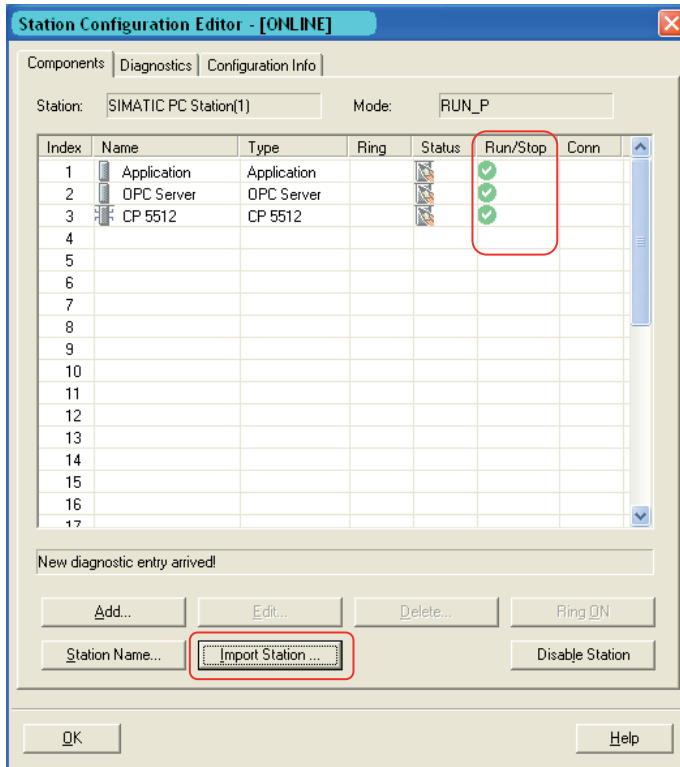 Station Configuration Editor - [ONLINE]
Components Diagnostics Configuration Info
Station: SIMATIC PC Station(1) Mode: RUN_P
Index Name Type Ring Status Run/Stop Conn
1 Application Application
2 OPC Server OPC Server
3 CP 5512 CP 5512
4
5
6
7
8
9
10
11
12
13
14
15
16
17
New diagnostic entry arrived!
Add... Edit... Delete... Ring ON
Station Name... Import Station ... Disable Station
OK Help